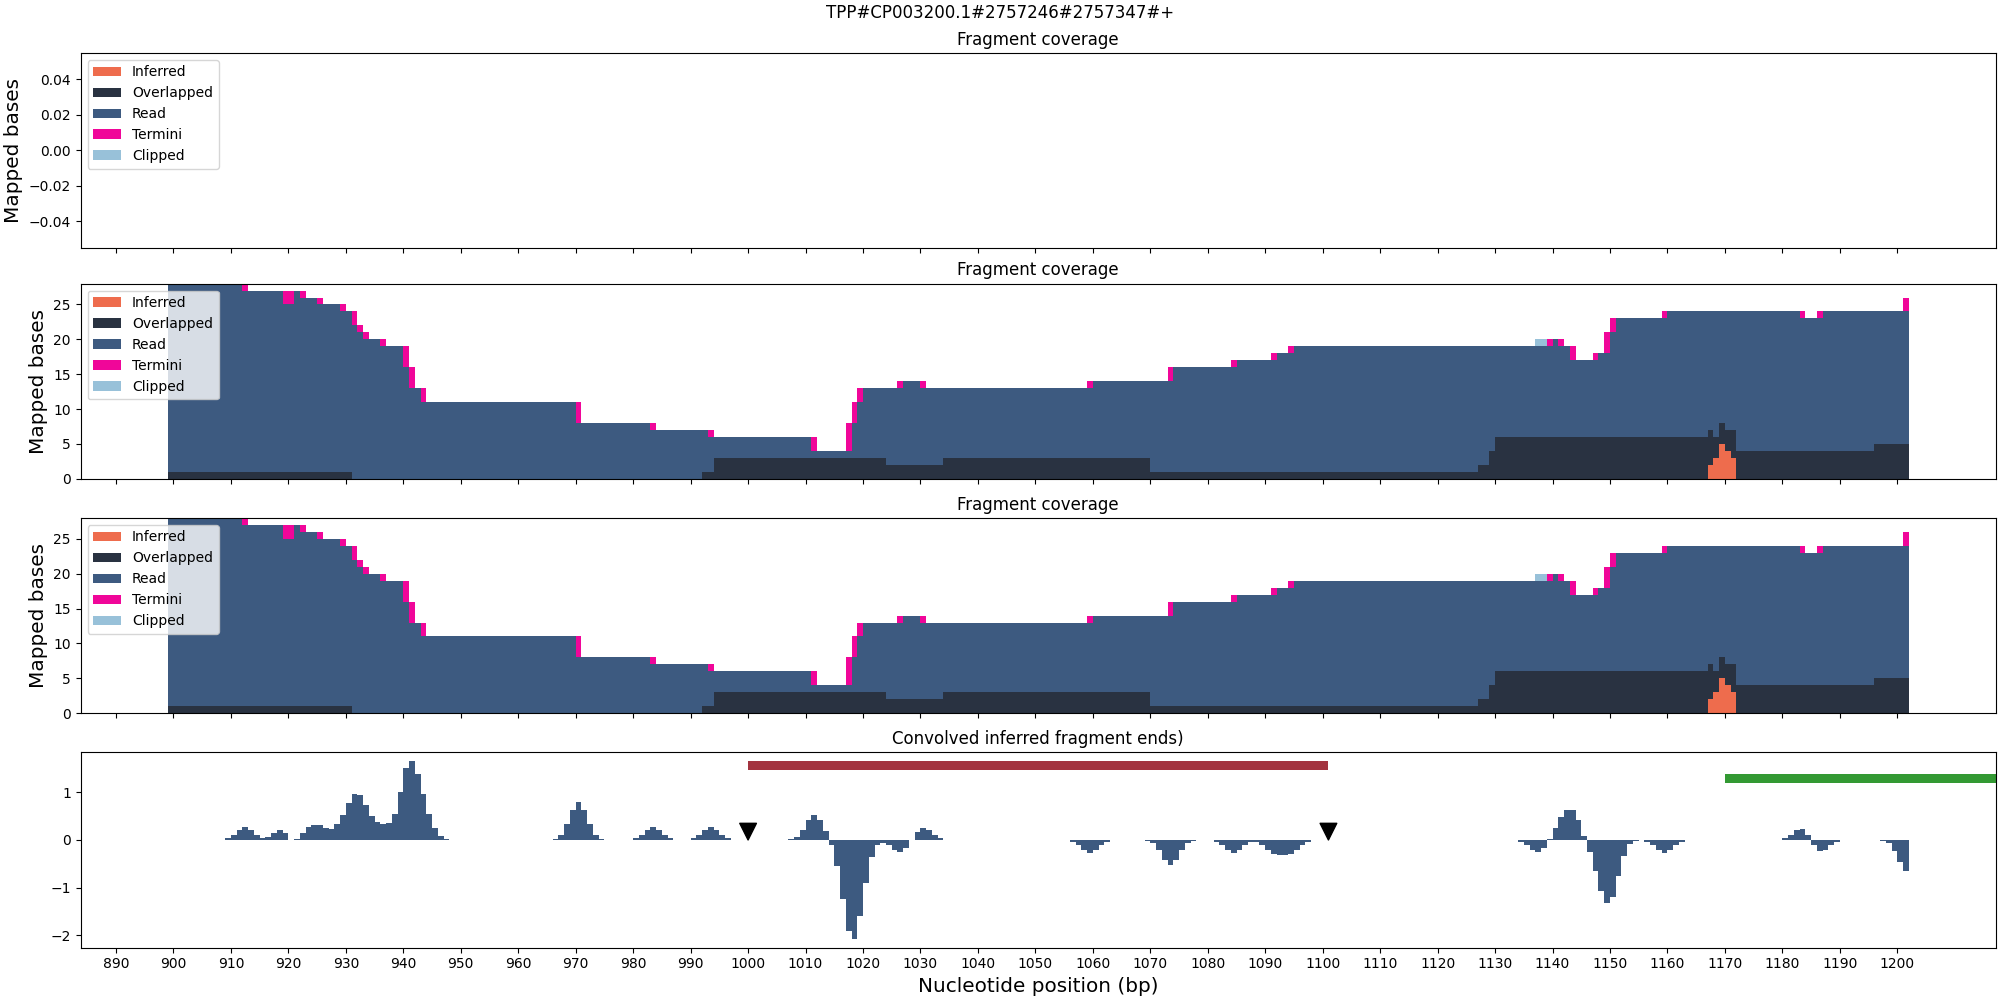 TPP#CP003200.1#2757246#2757347#+
Fragment coverage
Mapped bases
Inferred
Overlapped
Read
Termini
Clipped
0.04
0.02
0.00
−0.02
−0.04
Fragment coverage
Mapped bases
Inferred
Overlapped
Read
Termini
Clipped
25
20
15
10
5
0
Fragment coverage
Mapped bases
Inferred
Overlapped
Read
Termini
Clipped
25
20
15
10
5
0
Convolved inferred fragment ends)
1
0
−1
−2
890 900 910 920 930 940 950 960 970 980 990 1000 1010 1020 1030 1040 1050 1060 1070 1080 1090 1100 1110 1120 1130 1140 1150 1160 1170 1180 1190 1200
Nucleotide position (bp)